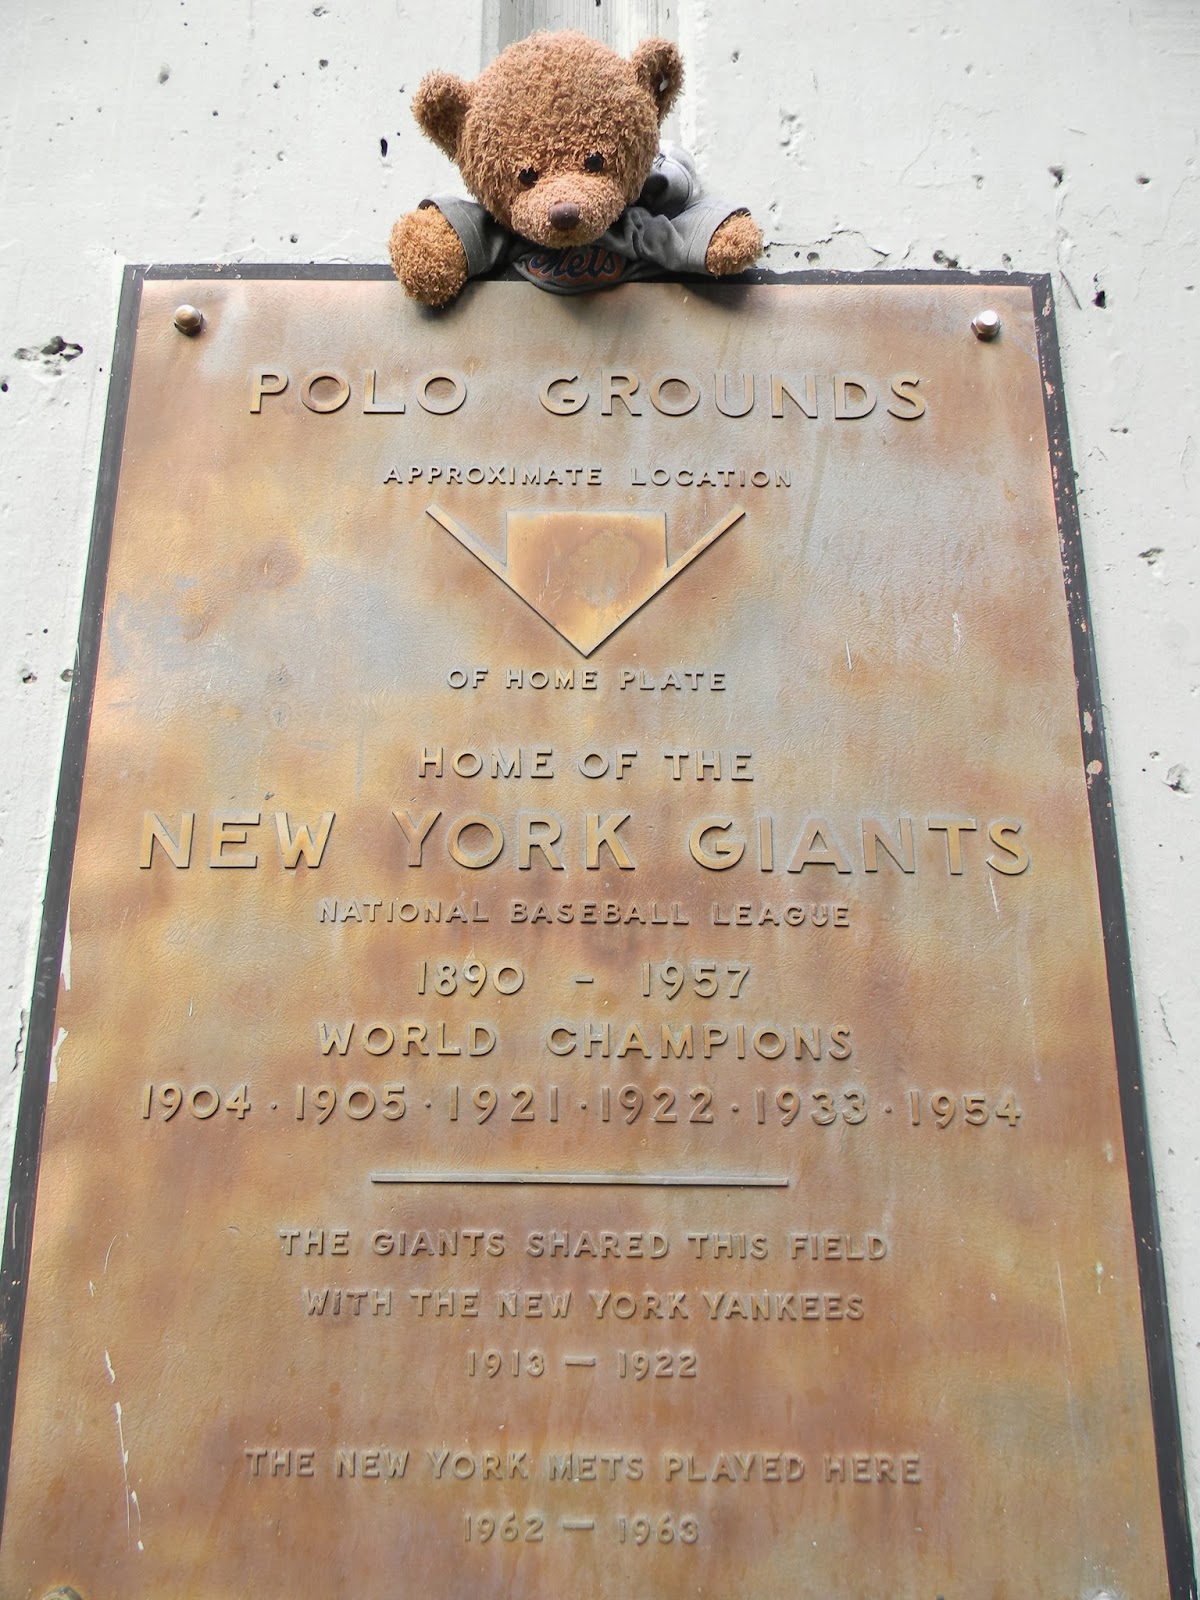 Mets
POLO GROUNDS
APPROXIMATE LOCATION
OF HOME PLATE
HOME OF THE
NEW YORK GIANTS
NATIONAL BASEBALL LEAGUE
1890 - 1957
WORLD CHAMPIONS
1904 · 1905 · 1921 · 1922 · 1933 · 1954
THE GIANTS SHARED THIS FIELD
WITH THE NEW YORK YANKEES
1913 — 1922
THE NEW YORK METS PLAYED HERE
1962 — 1963